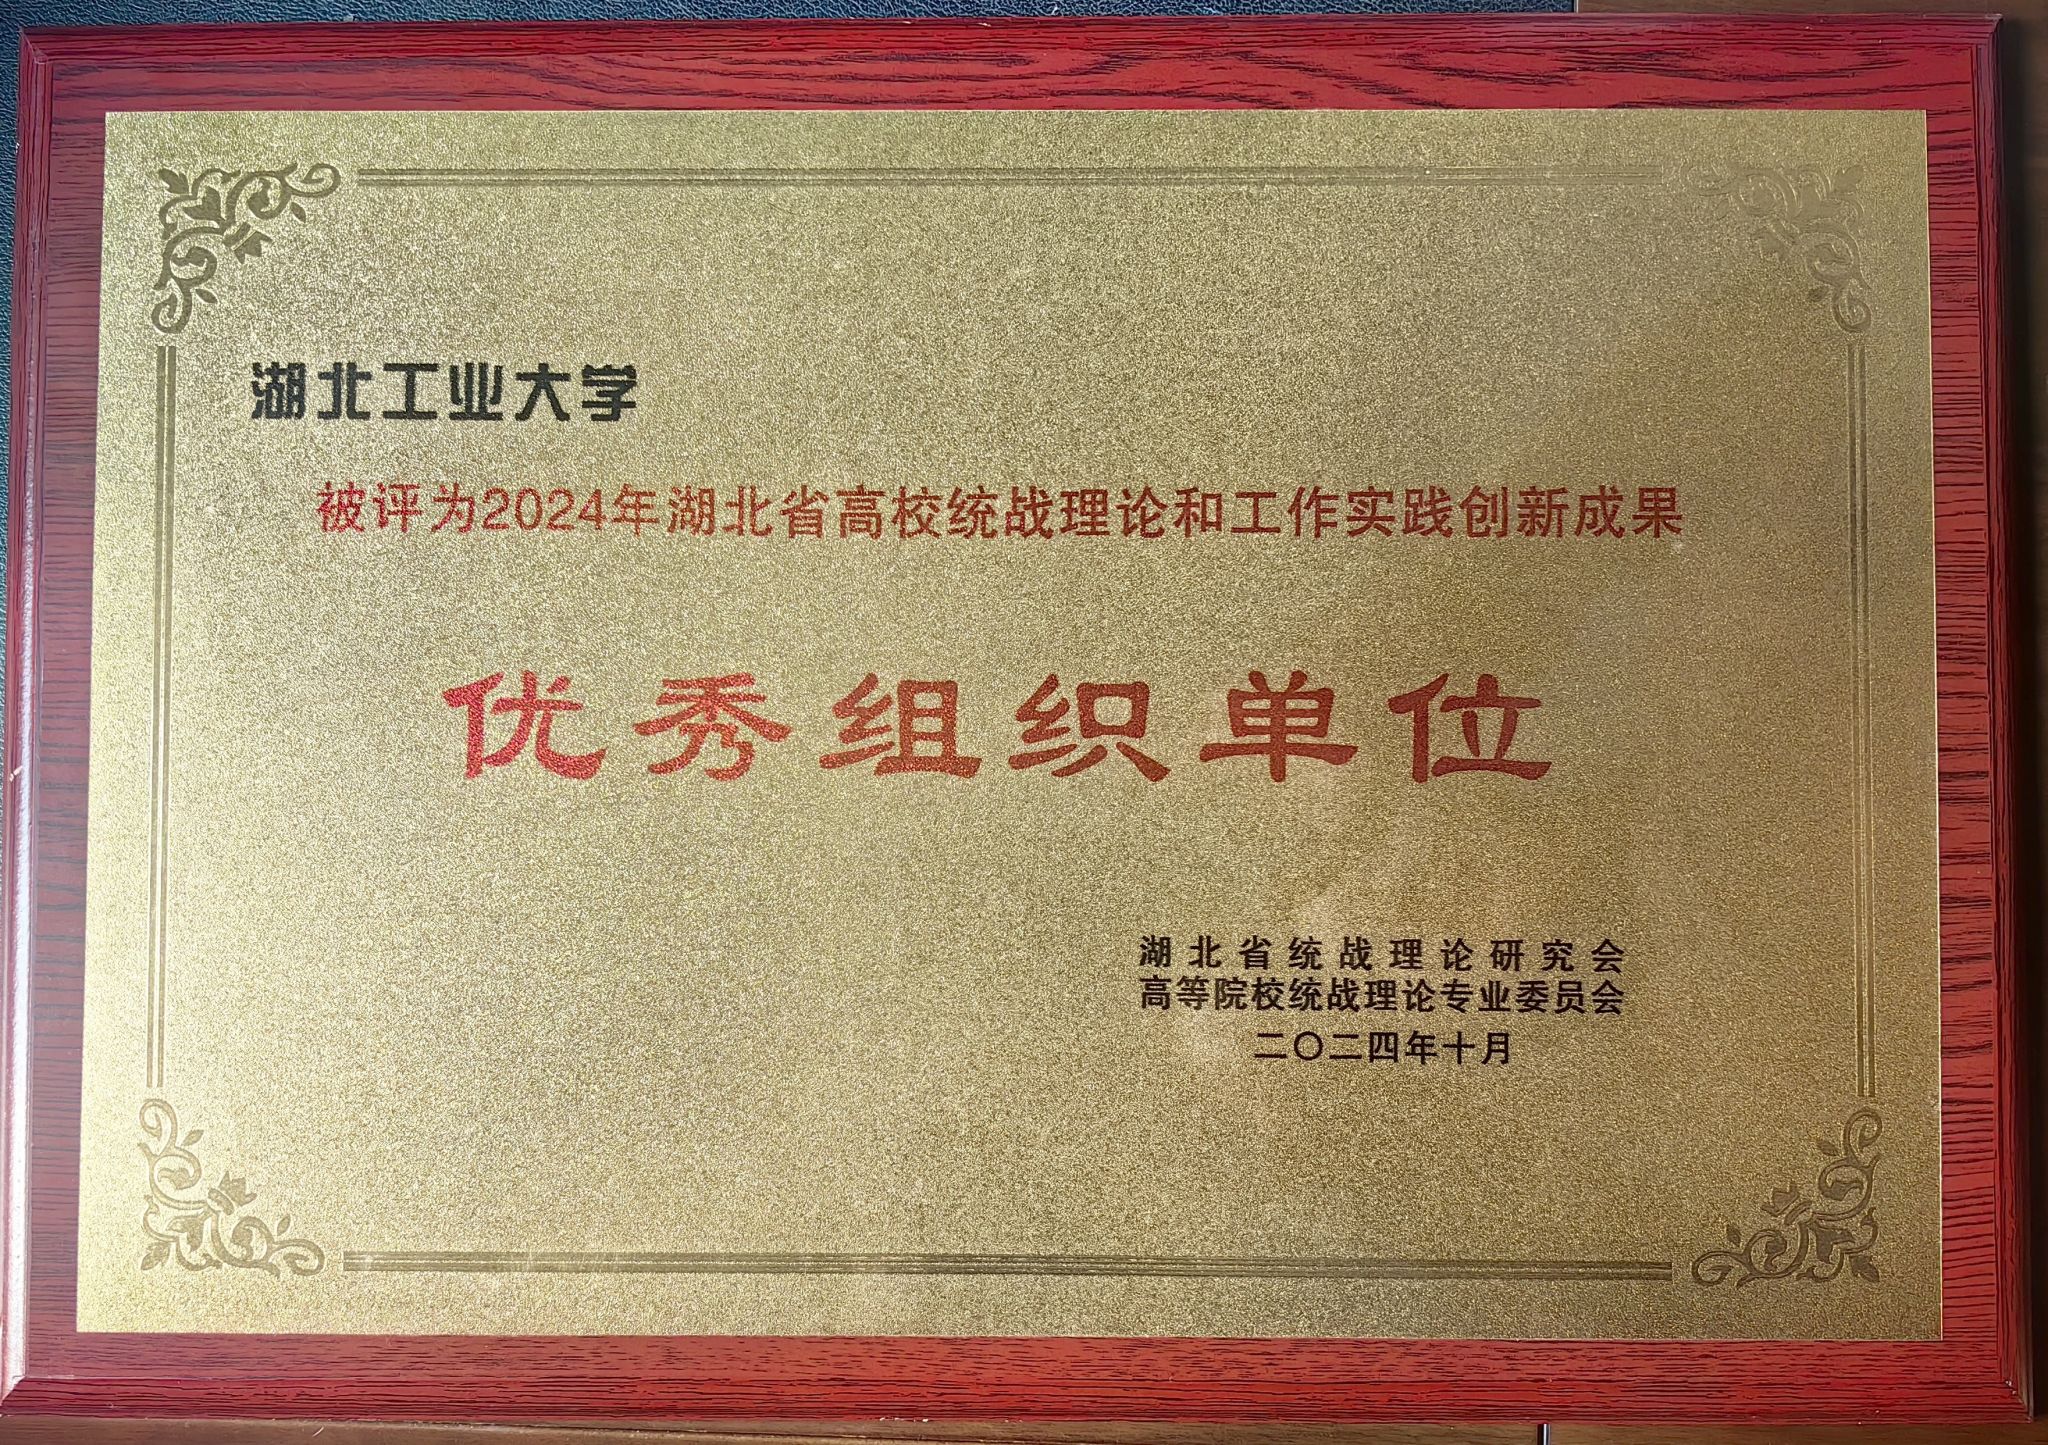 湖北工业大学
被评为2024年湖北省高校统战理论和工作实践创新成果
优秀组织单位
湖北省统战理论研究会
高等院校统战理论专业委员会
二〇二四年十月